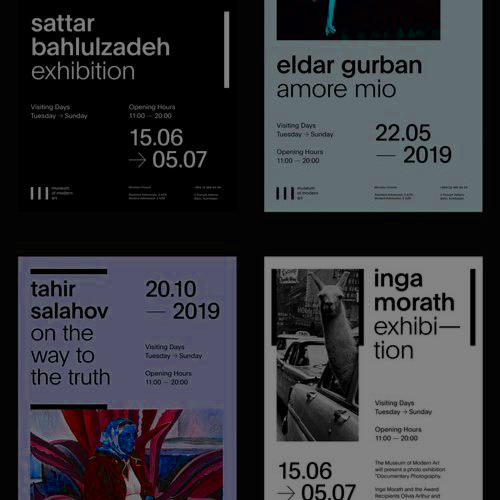 sattar
bahlulzadeh
exhibition
Visiting Days
Tuesday -> Sunday
Opening Hours
11:00 — 20:00
15.06
-> 05.07
museum
of modern
art
eldar gurban
amore mio
Visiting Days
Tuesday -> Sunday
Opening Hours
11:00 — 20:00
22.05
— 2019
museum
of modern
art
tahir
salahov
on the
way to
the truth
20.10
— 2019
Visiting Days
Tuesday -> Sunday
Opening Hours
11:00 — 20:00
inga
morath
exhibi—
tion
Visiting Days
Tuesday -> Sunday
Opening Hours
11:00 — 20:00
15.06
-> 05.07
The Museum of Modern Art
will present a photo exhibition
"Documentary Photography.
Inge Morath and the Award
Recipients Olivia Arthur and